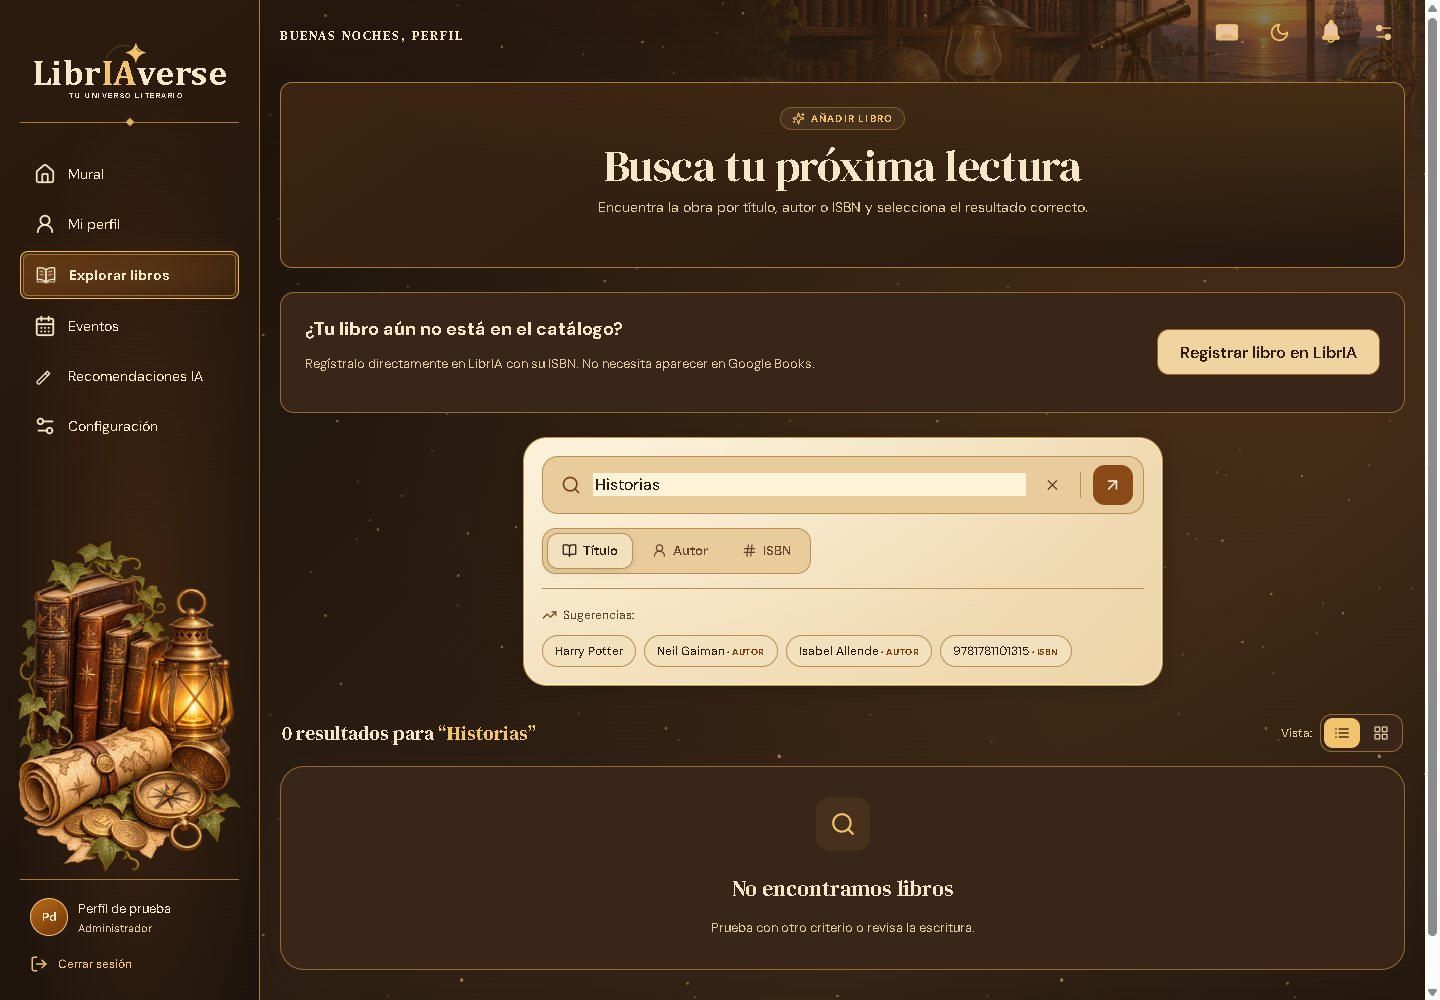 LibrIAverse
TU UNIVERSO LITERARIO
Mural
Mi perfil
Explorar libros
Eventos
Recomendaciones IA
Configuración
Pd
Perfil de prueba
Administrador
Cerrar sesión
BUENAS NOCHES, PERFIL
AÑADIR LIBRO
Busca tu próxima lectura
Encuentra la obra por título, autor o ISBN y selecciona el resultado correcto.
¿Tu libro aún no está en el catálogo?
Regístralo directamente en LibrIA con su ISBN. No necesita aparecer en Google Books.
Registrar libro en LibrIA
Historias
Título
Autor
ISBN
Sugerencias:
Harry Potter
Neil Gaiman · AUTOR
Isabel Allende · AUTOR
9781781101315 · ISBN
0 resultados para “Historias”
Vista:
No encontramos libros
Prueba con otro criterio o revisa la escritura.